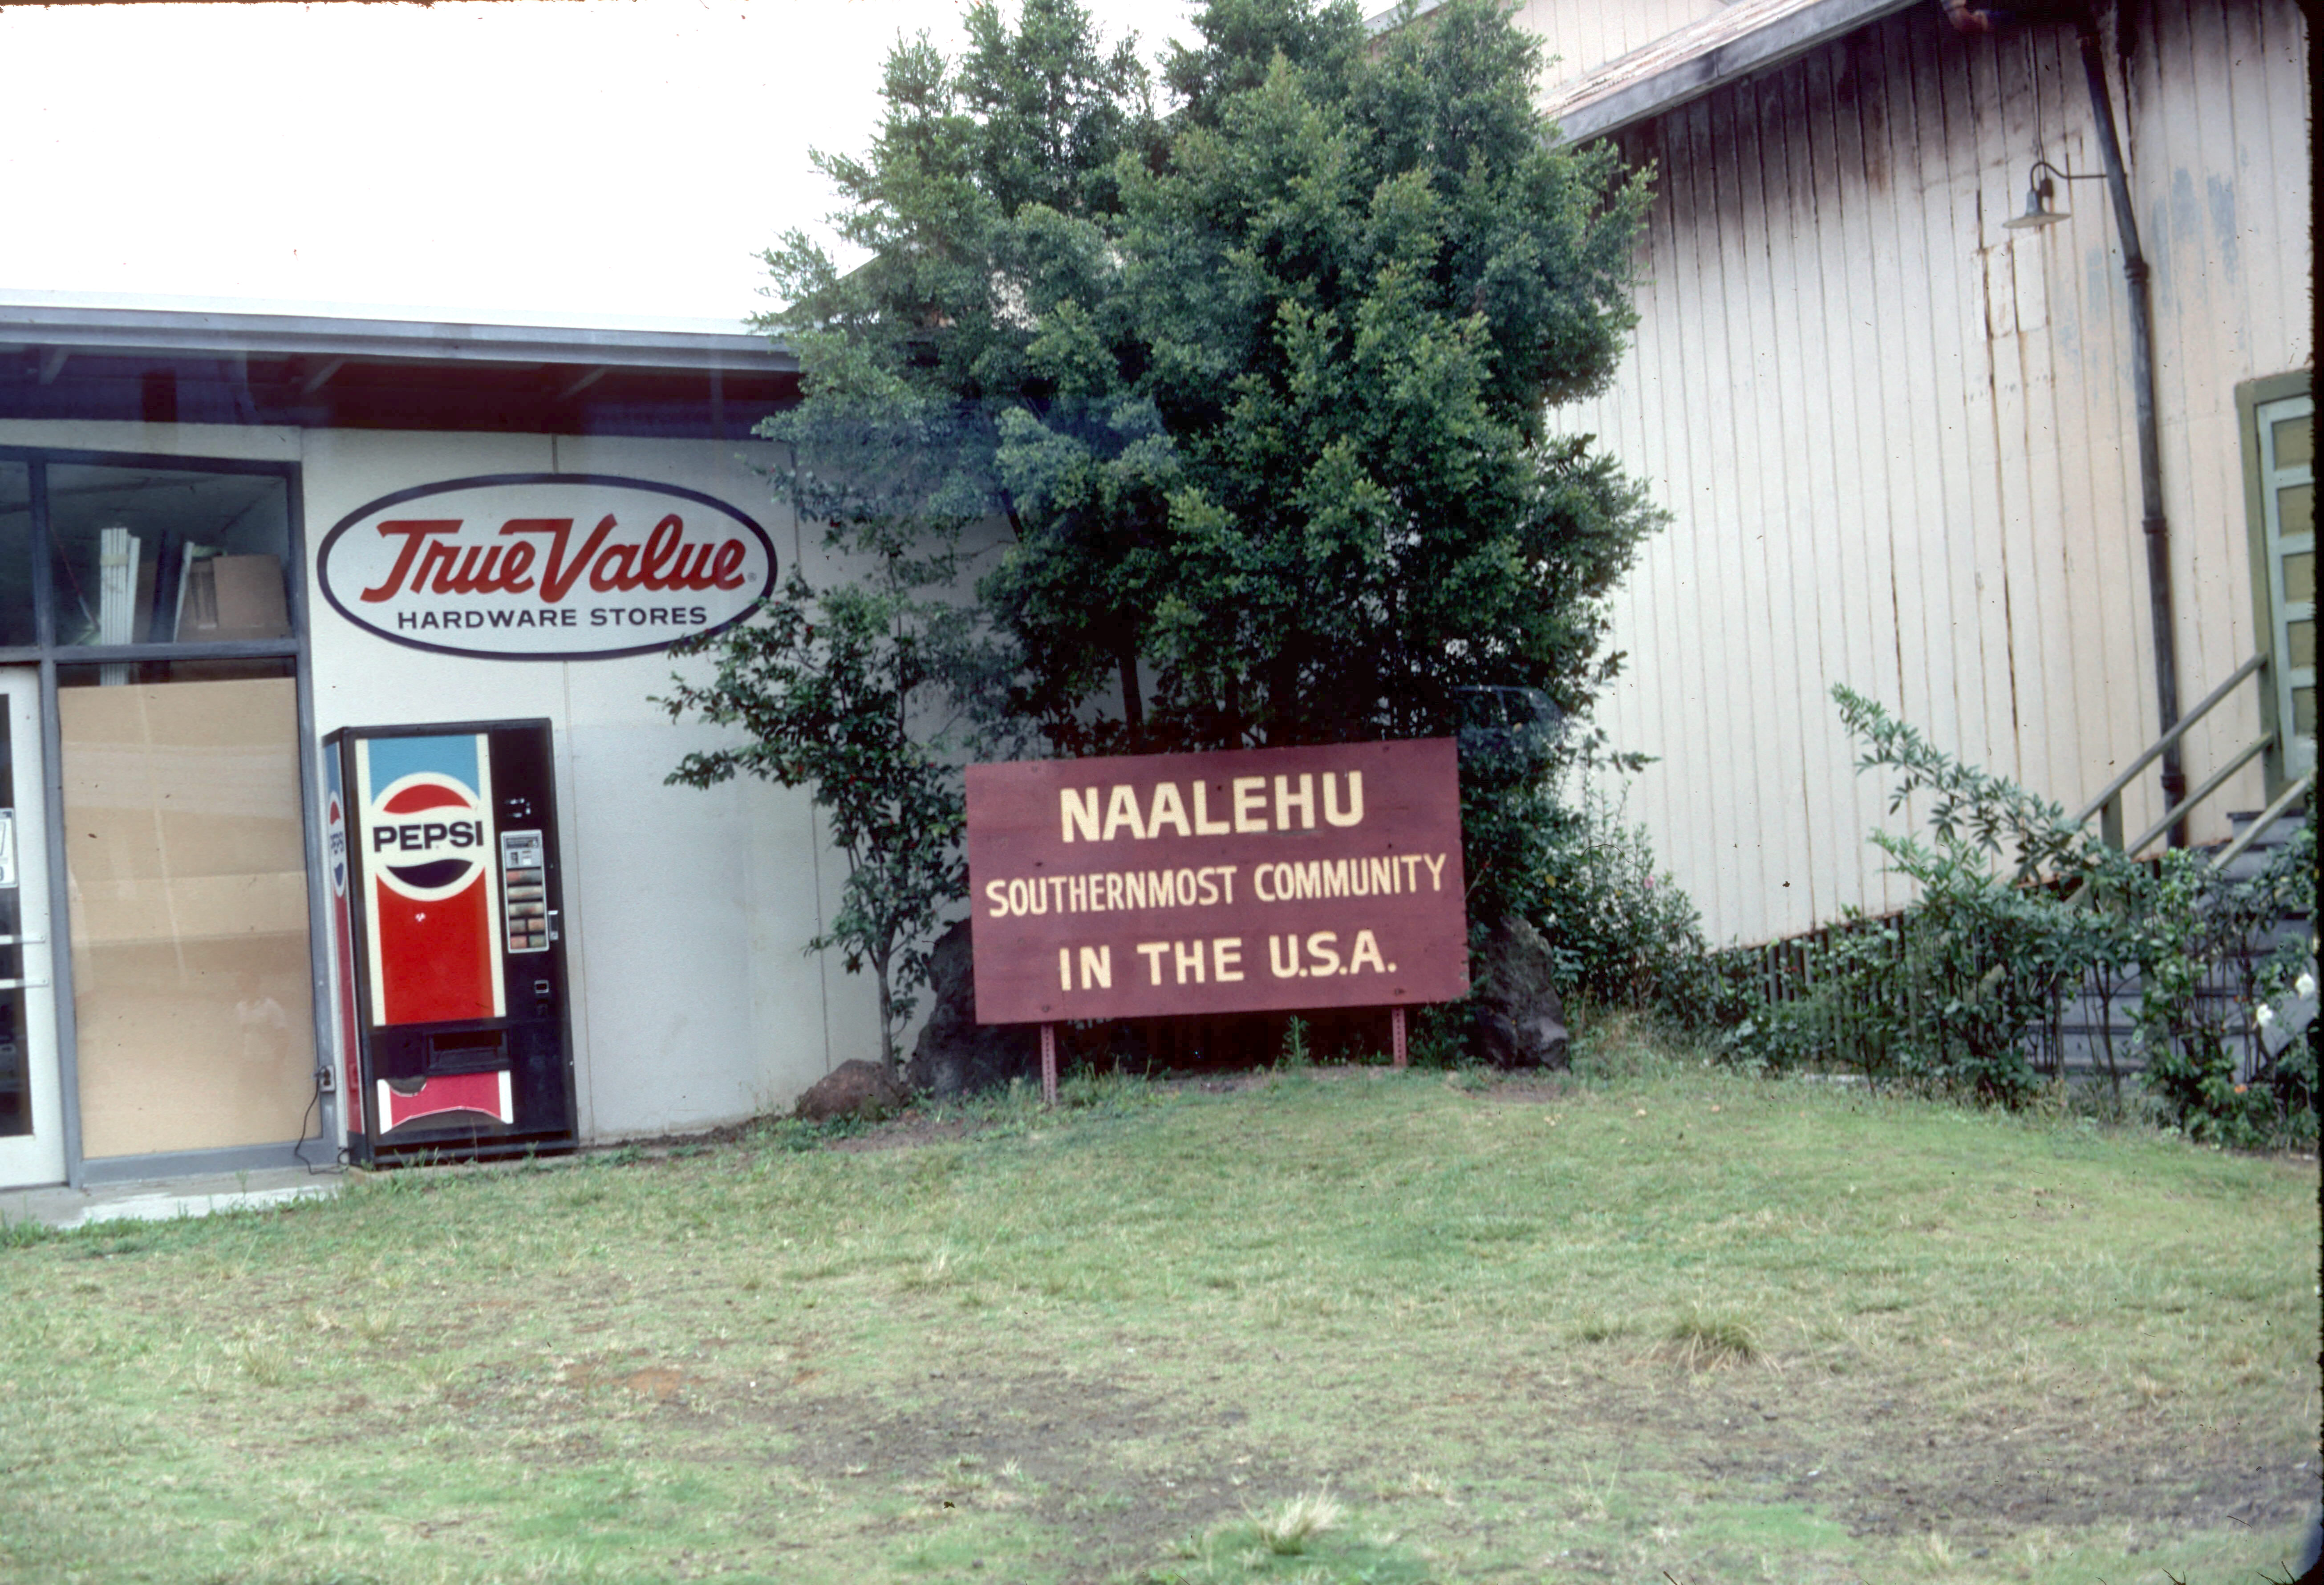 True Value
HARDWARE STORES
PEPSI
NAALEHU
SOUTHERNMOST COMMUNITY
IN THE U.S.A.